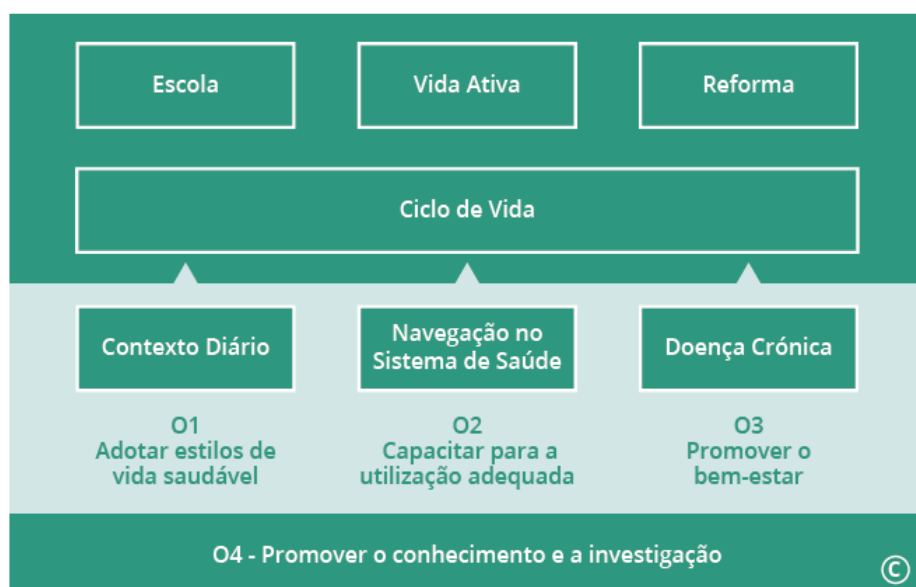 Escola
Vida Ativa
Reforma
Ciclo de Vida
Contexto Diário
Navegação no
Sistema de Saúde
Doença Crónica
O1
Adotar estilos de
vida saudável
O2
Capacitar para a
utilização adequada
O3
Promover o
bem-estar
O4 - Promover o conhecimento e a investigação
©